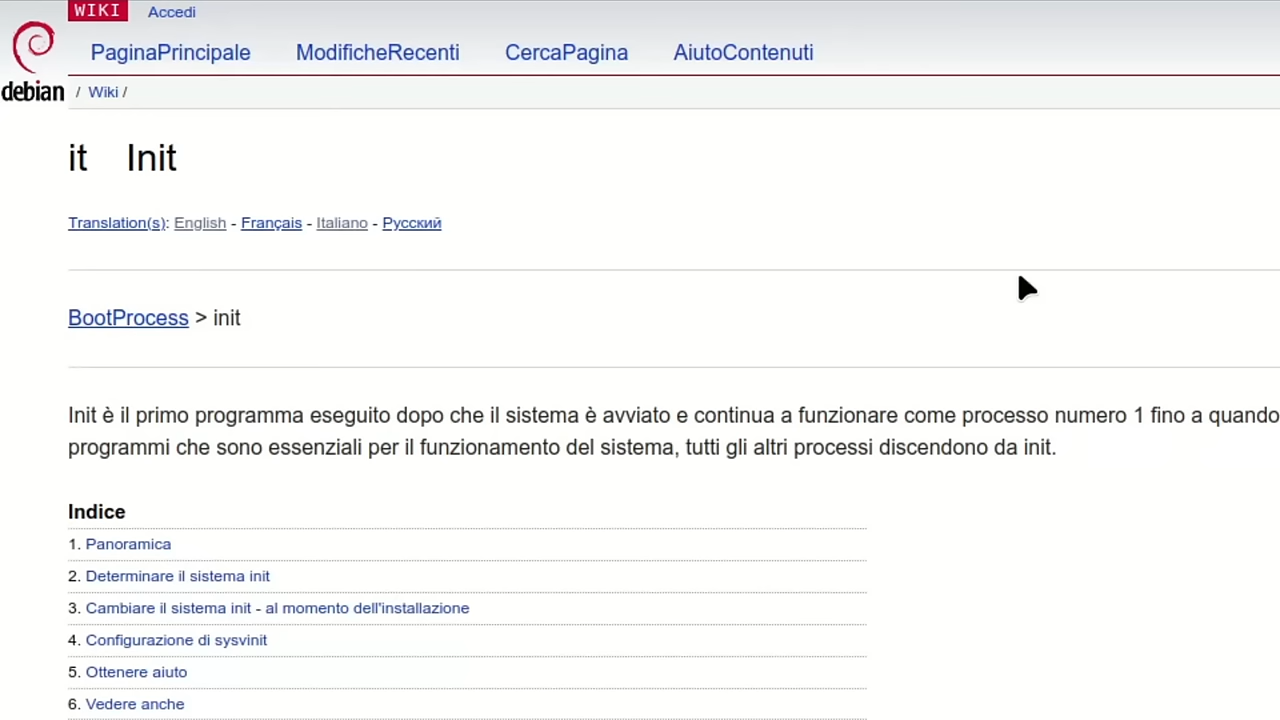 WIKI Accedi
PaginaPrincipale ModificheRecenti CercaPagina AiutoContenuti
debian / Wiki /
it Init
Translation(s): English - Français - Italiano - Русский
BootProcess > init
Init è il primo programma eseguito dopo che il sistema è avviato e continua a funzionare come processo numero 1 fino a quando
programmi che sono essenziali per il funzionamento del sistema, tutti gli altri processi discendono da init.
Indice
1. Panoramica
2. Determinare il sistema init
3. Cambiare il sistema init - al momento dell'installazione
4. Configurazione di sysvinit
5. Ottenere aiuto
6. Vedere anche